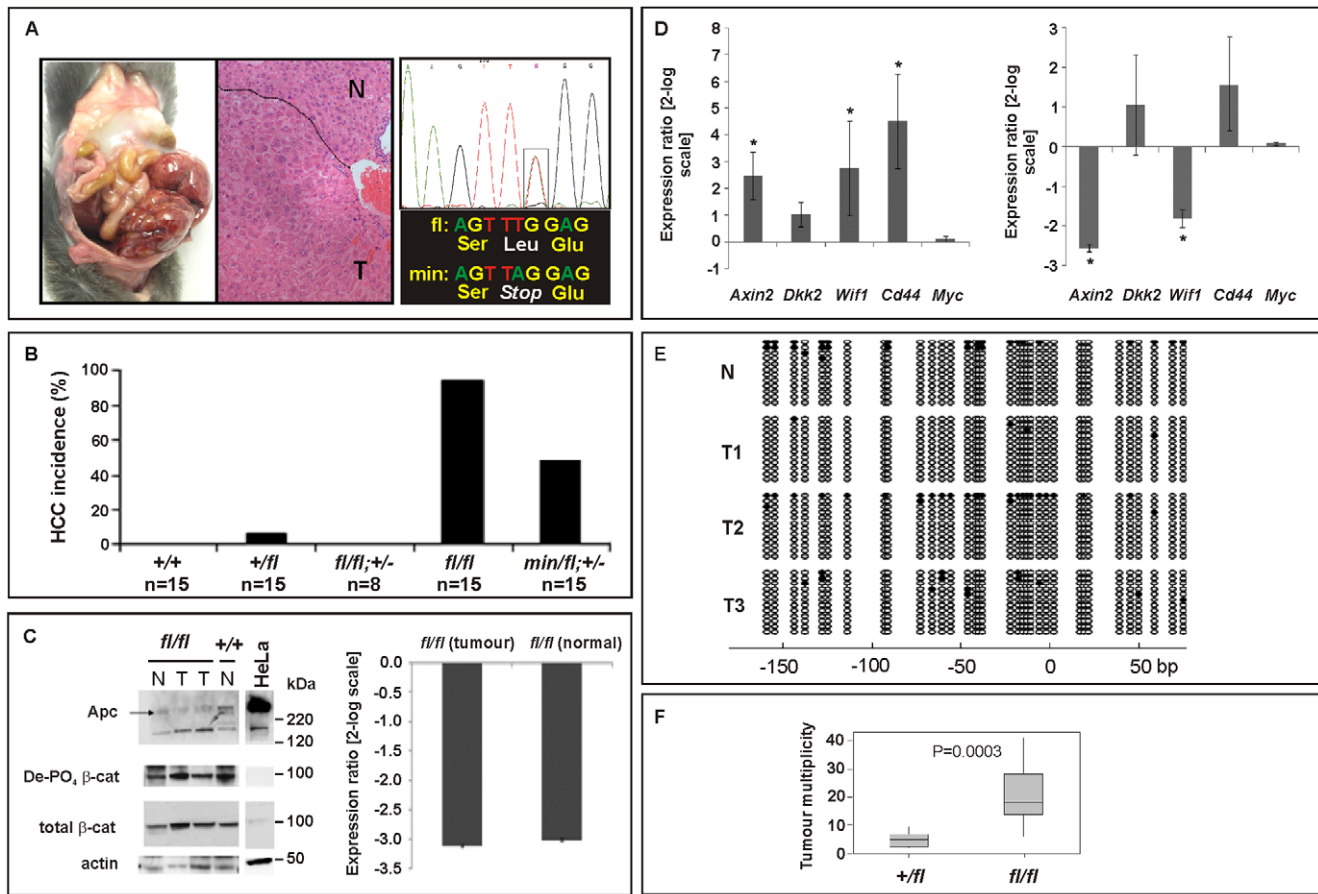 A
N
T
A A G T T G G G
fl: AGT TTG GAG
Ser Leu Glu
min: AGT TAG GAG
Ser Stop Glu
B
HCC incidence (%)
100
80
60
40
20
0
+/+ +/fl fl/fl;+/- fl/fl min/fl;+/-
n=15 n=15 n=8 n=15 n=15
C
fl/fl +/+ HeLa
N T T N
kDa
Apc
220
120
De-PO4 β-cat
100
total β-cat
100
actin
50
fl/fl (tumour) fl/fl (normal)
Expression ratio [2-log scale]
0.0
-0.5
-1.0
-1.5
-2.0
-2.5
-3.0
-3.5
D
Expression ratio [2-log
scale]
8
7
6
5
4
3
2
1
0
-1
* * *
Axin2 Dkk2 Wif1 Cd44 Myc
Expression ratio [2-log
scale]
3
2
1
0
-1
-2
-3
* *
Axin2 Dkk2 Wif1 Cd44 Myc
E
N
T1
T2
T3
-150 -100 -50 0 50 bp
F
Tumour multiplicity
40
30
20
10
0
P=0.0003
+/fl fl/fl